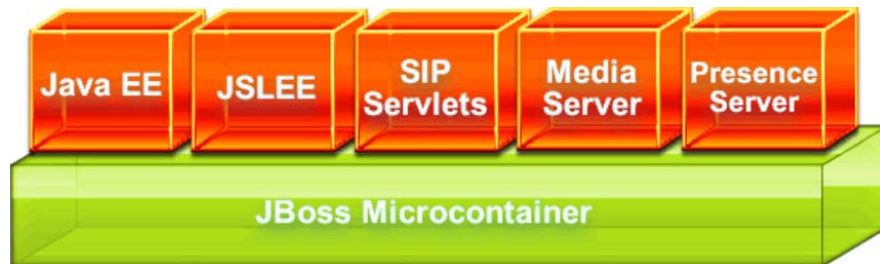 Java EE
JSLEE
SIP
Servlets
Media
Server
Presence
Server
JBoss Microcontainer